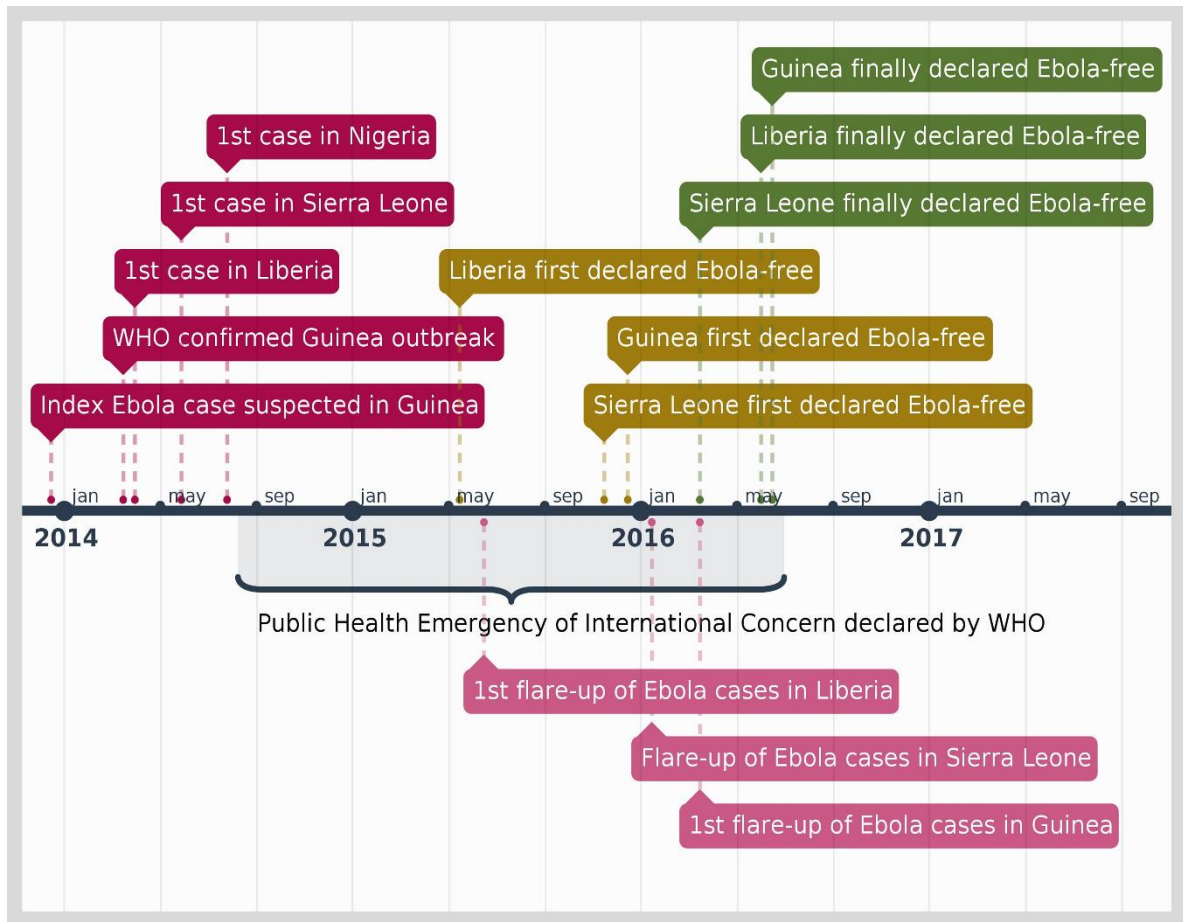 Guinea finally declared Ebola-free
1st case in Nigeria
Liberia finally declared Ebola-free
1st case in Sierra Leone
Sierra Leone finally declared Ebola-free
1st case in Liberia
Liberia first declared Ebola-free
WHO confirmed Guinea outbreak
Guinea first declared Ebola-free
Index Ebola case suspected in Guinea
Sierra Leone first declared Ebola-free
jan may sep jan may sep jan may sep jan may sep
2014 2015 2016 2017
Public Health Emergency of International Concern declared by WHO
1st flare-up of Ebola cases in Liberia
Flare-up of Ebola cases in Sierra Leone
1st flare-up of Ebola cases in Guinea